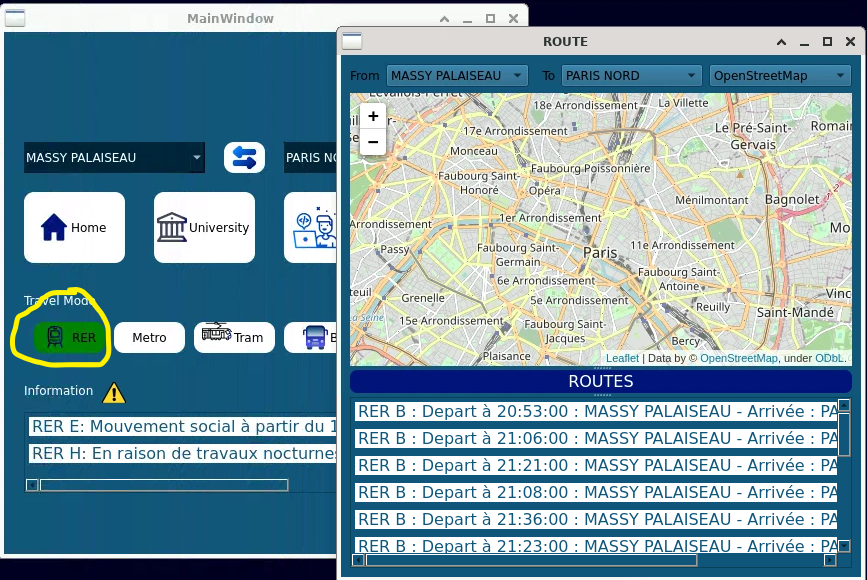 MainWindow
MASSY PALAISEAU
PARIS NO
Home
University
Travel Mode
RER
Metro
Tram
B
Information
RER E: Mouvement social à partir du 1
RER H: En raison de travaux nocturnes
ROUTE
From MASSY PALAISEAU To PARIS NORD OpenStreetMap
+
−
Levallois-Perret
18e Arrondissement
La Villette
17e Arrondissement
Le Pré-Saint-
Gervais
Romain
Monceau
Faubourg Poissonnière
Faubourg Saint-
Honoré
Opéra
Ménilmontant
Bagnolet
Arrondissement
1er Arrondissement
Mo
Passy
Faubourg Saint-
Germain
Paris
11e Arrondissement
Faubourg Saint-
Antoine
teuil
Grenelle
6e Arrondissement
Vinc
la Seine
5e Arrondissement
Reuilly
Saint-Mandé
15e Arrondissement
Faubourg Saint-
Jacques
Bercy
Plaisance
Leaflet | Data by © OpenStreetMap, under ODbL.
ROUTES
RER B : Depart à 20:53:00 : MASSY PALAISEAU - Arrivée : PA
RER B : Depart à 21:06:00 : MASSY PALAISEAU - Arrivée : PA
RER B : Depart à 21:21:00 : MASSY PALAISEAU - Arrivée : PA
RER B : Depart à 21:08:00 : MASSY PALAISEAU - Arrivée : PA
RER B : Depart à 21:36:00 : MASSY PALAISEAU - Arrivée : PA
RER B : Depart à 21:23:00 : MASSY PALAISEAU - Arrivée : PA